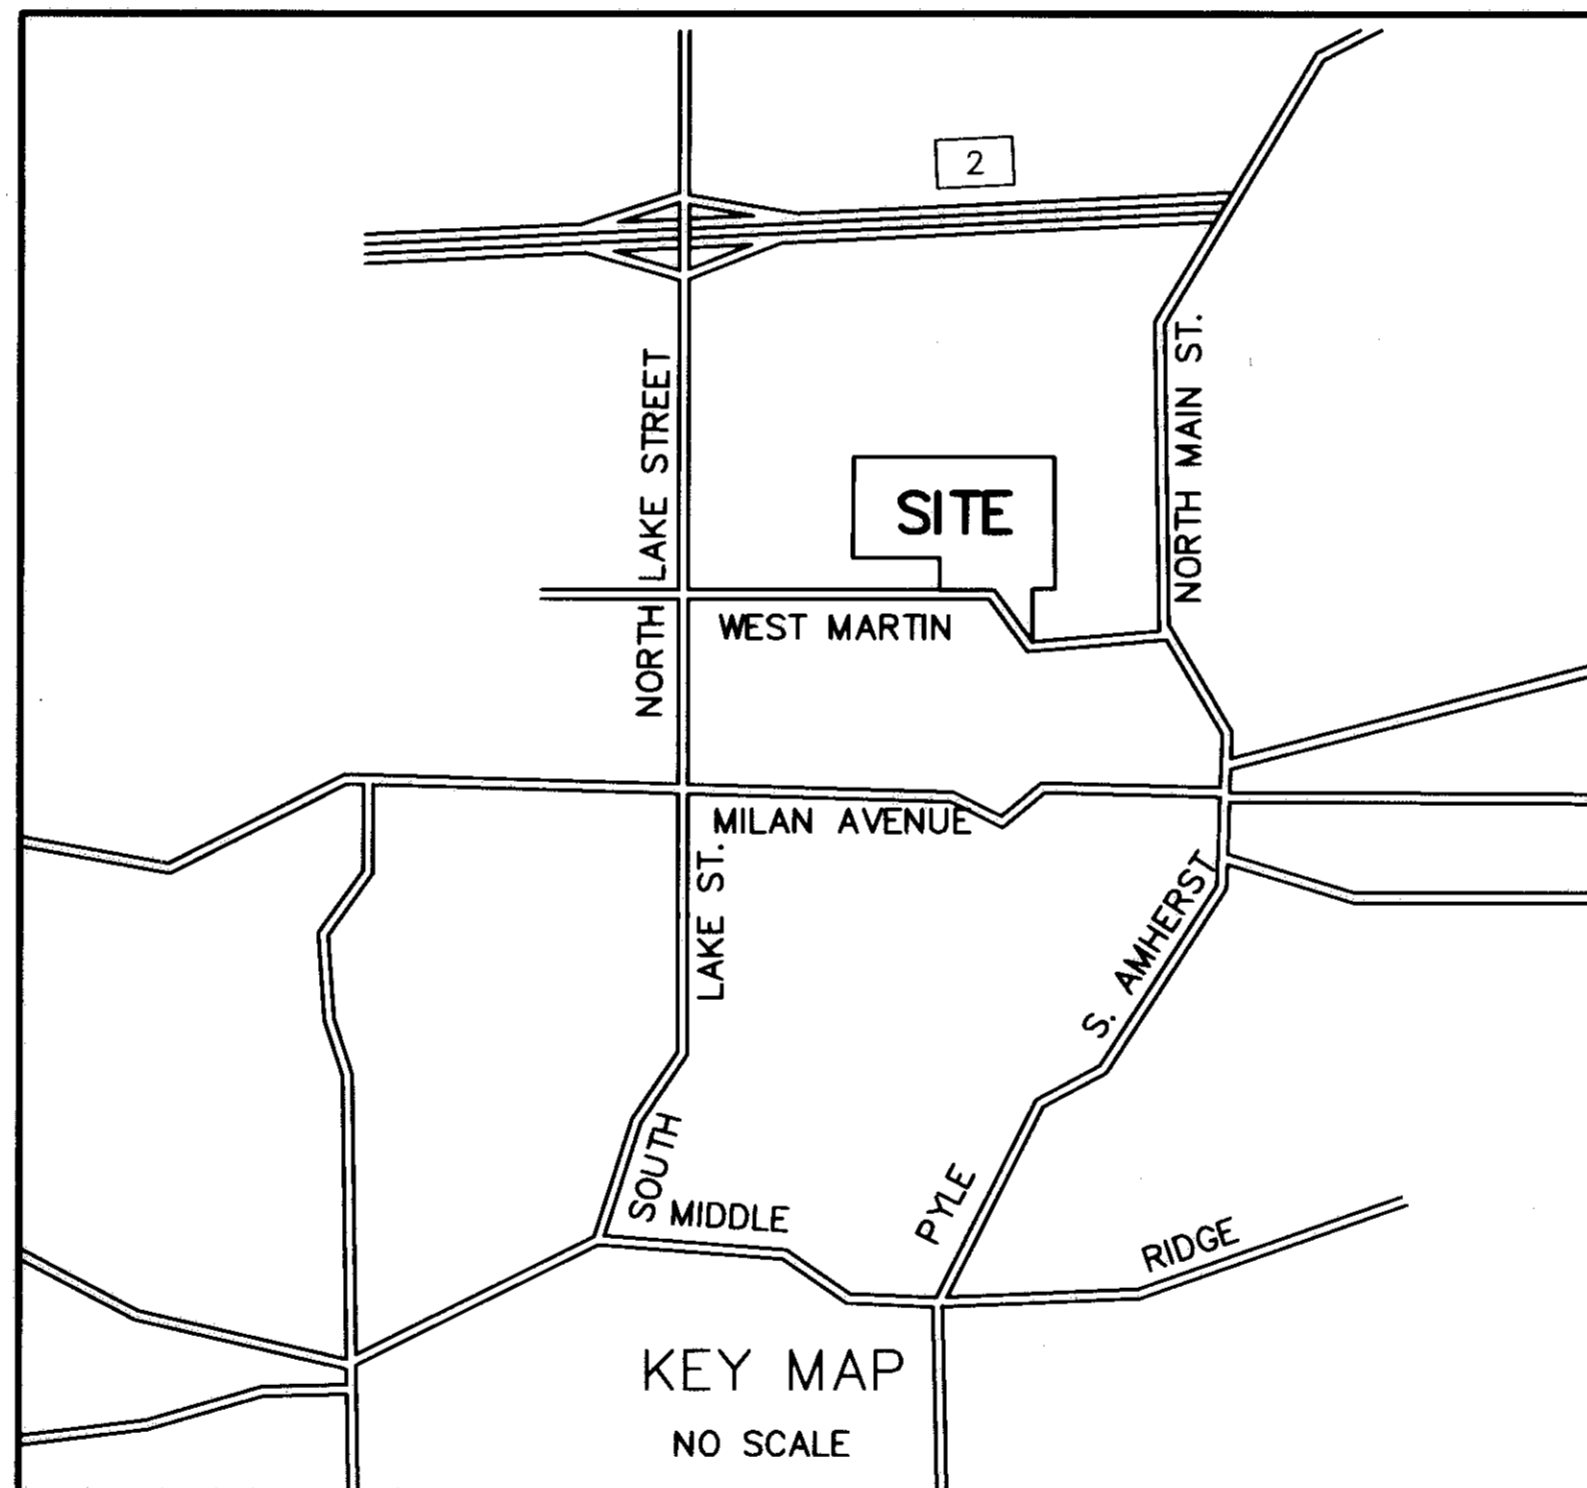 2
NORTH LAKE STREET
NORTH MAIN ST.
SITE
WEST MARTIN
MILAN AVENUE
SOUTH LAKE ST.
PYLE S. AMHERST
MIDDLE RIDGE
KEY MAP
NO SCALE